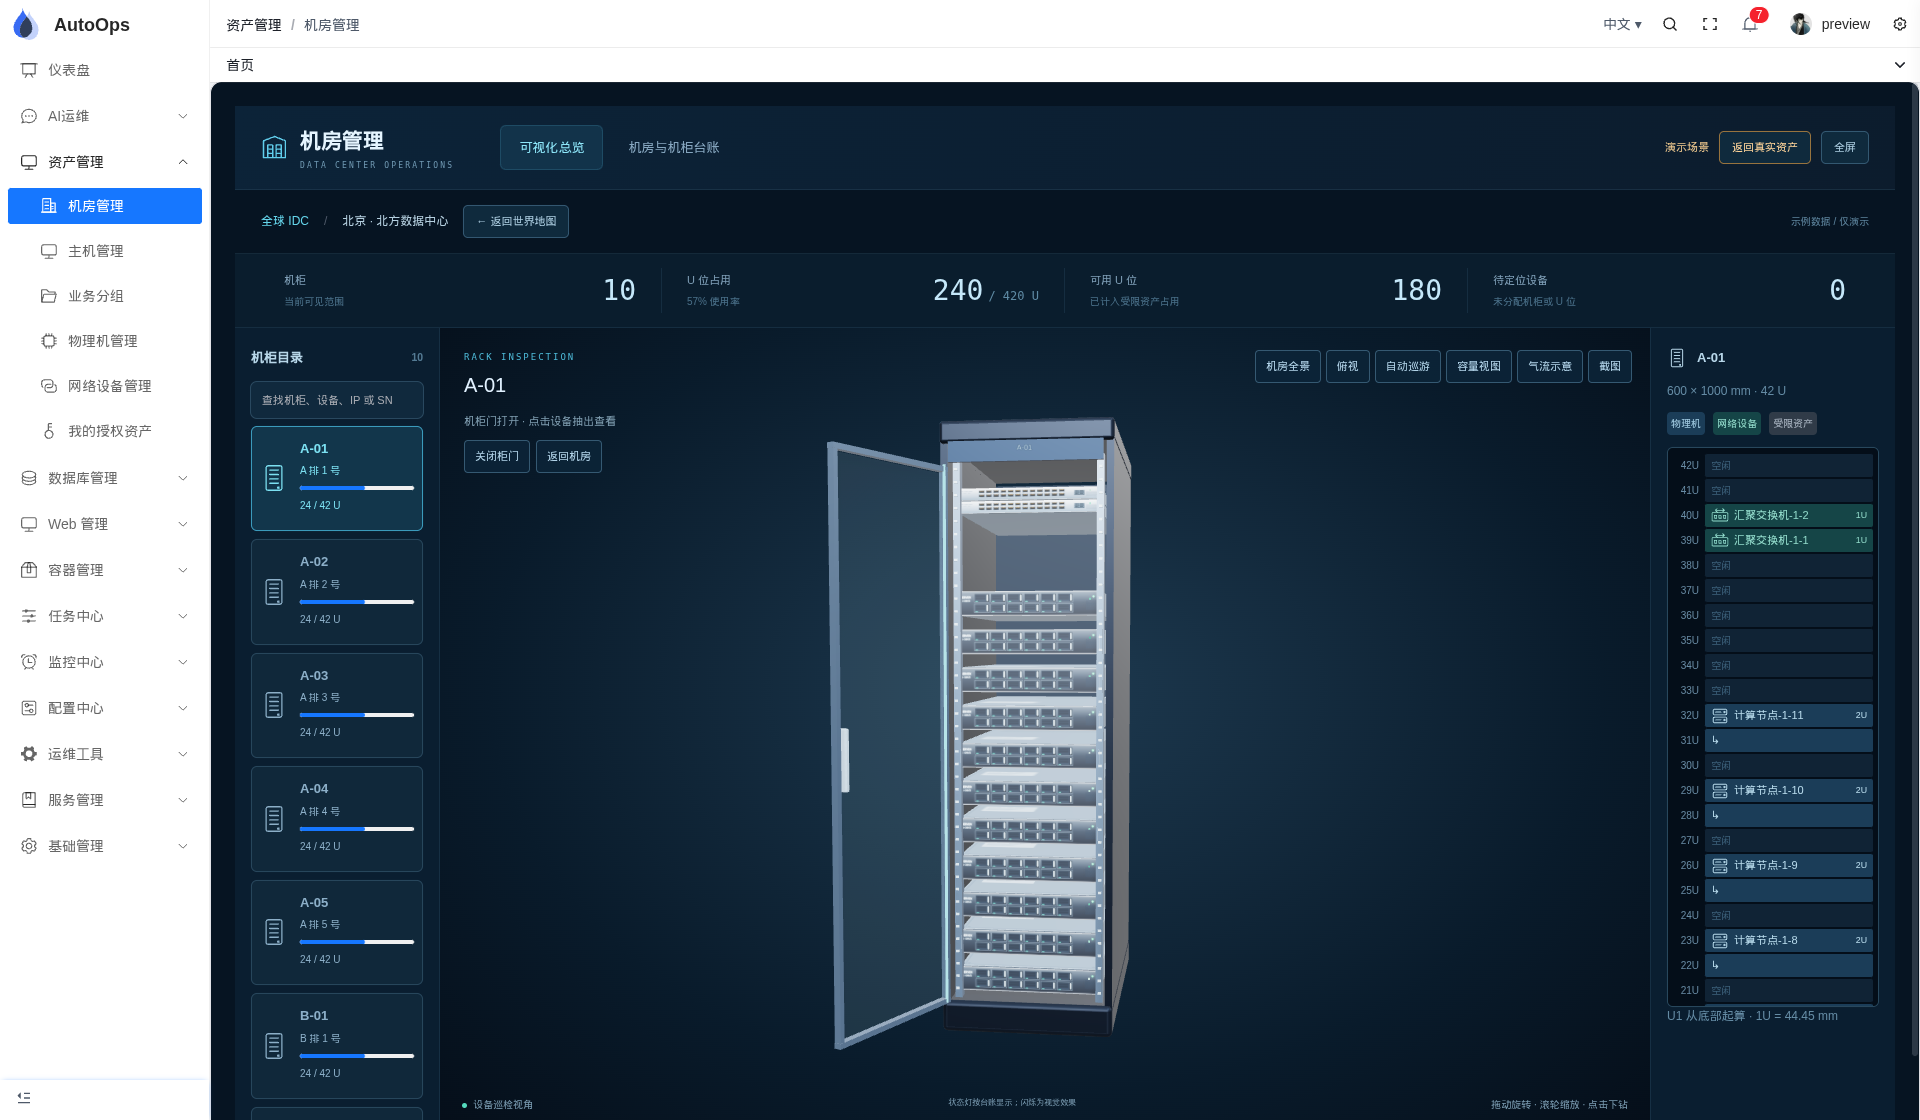 AutoOps
资产管理 / 机房管理
中文 ▾
7
preview
首页
仪表盘
AI运维
资产管理
机房管理
主机管理
业务分组
物理机管理
网络设备管理
我的授权资产
数据库管理
Web 管理
容器管理
任务中心
监控中心
配置中心
运维工具
服务管理
基础管理
机房管理
DATA CENTER OPERATIONS
可视化总览
机房与机柜台账
演示场景
返回真实资产
全屏
全球 IDC / 北京 · 北方数据中心
← 返回世界地图
示例数据 / 仅演示
机柜
当前可见范围
10
U 位占用
57% 使用率
240 / 420 U
可用 U 位
已计入受限资产占用
180
待定位设备
未分配机柜或 U 位
0
机柜目录
10
查找机柜、设备、IP 或 SN
A-01
A 排 1 号
24 / 42 U
A-02
A 排 2 号
24 / 42 U
A-03
A 排 3 号
24 / 42 U
A-04
A 排 4 号
24 / 42 U
A-05
A 排 5 号
24 / 42 U
B-01
B 排 1 号
24 / 42 U
RACK INSPECTION
A-01
机柜门打开 · 点击设备抽出查看
关闭柜门
返回机房
机房全景
俯视
自动巡游
容量视图
气流示意
截图
A-01
设备巡检视角
状态灯按台账显示；闪烁为视觉效果
拖动旋转 · 滚轮缩放 · 点击下钻
A-01
600 × 1000 mm · 42 U
物理机
网络设备
受限资产
42U 空闲
41U 空闲
40U 汇聚交换机-1-2 1U
39U 汇聚交换机-1-1 1U
38U 空闲
37U 空闲
36U 空闲
35U 空闲
34U 空闲
33U 空闲
32U 计算节点-1-11 2U
31U ↳
30U 空闲
29U 计算节点-1-10 2U
28U ↳
27U 空闲
26U 计算节点-1-9 2U
25U ↳
24U 空闲
23U 计算节点-1-8 2U
22U ↳
21U 空闲
U1 从底部起算 · 1U = 44.45 mm